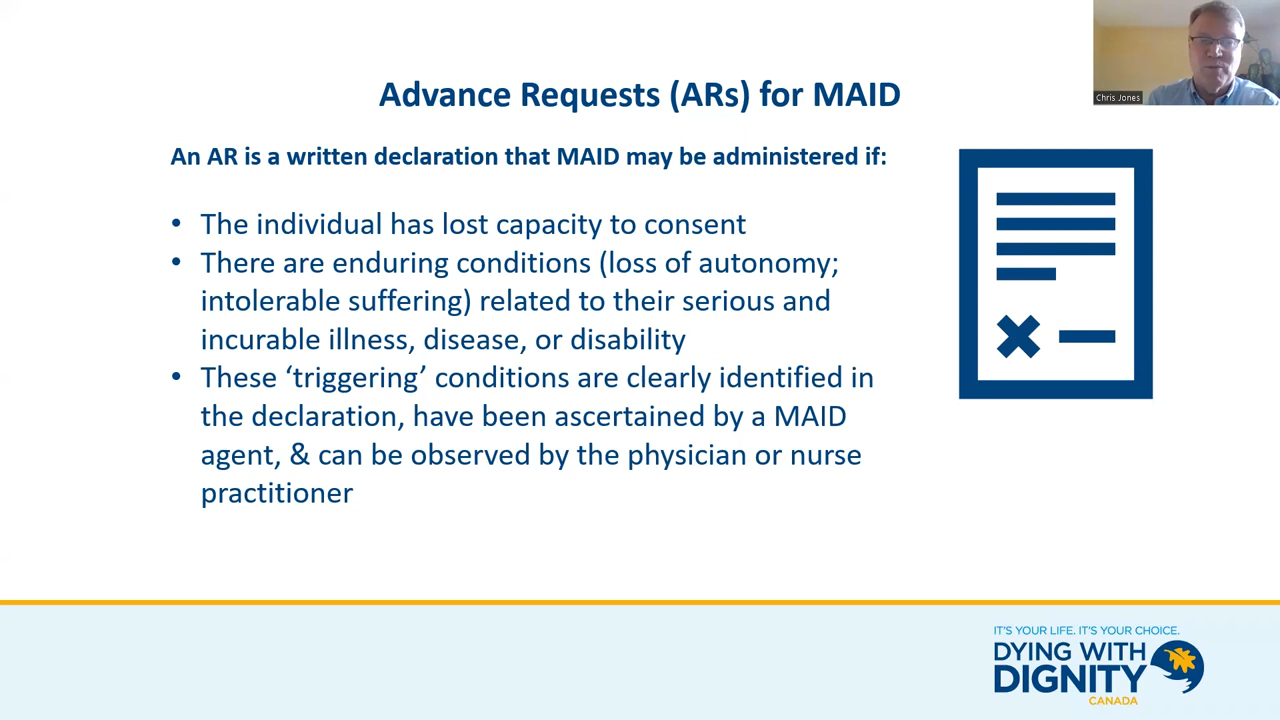 Chris Jones
Advance Requests (ARs) for MAID
An AR is a written declaration that MAID may be administered if:
• The individual has lost capacity to consent
• There are enduring conditions (loss of autonomy;
intolerable suffering) related to their serious and
incurable illness, disease, or disability
• These ‘triggering’ conditions are clearly identified in
the declaration, have been ascertained by a MAID
agent, & can be observed by the physician or nurse
practitioner
IT'S YOUR LIFE. IT'S YOUR CHOICE.
DYING WITH
DIGNITY
CANADA